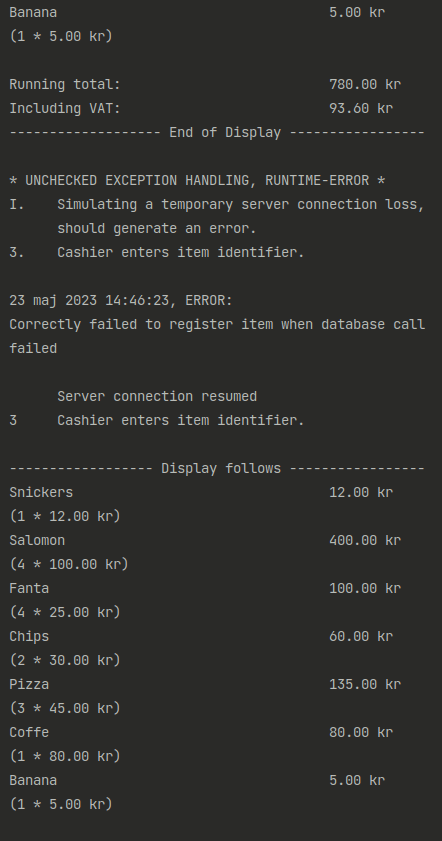 Banana                                  5.00 kr
(1 * 5.00 kr)
Running total:                          780.00 kr
Including VAT:                          93.60 kr
------------------- End of Display -----------------
* UNCHECKED EXCEPTION HANDLING, RUNTIME-ERROR *
I.    Simulating a temporary server connection loss,
      should generate an error.
3.    Cashier enters item identifier.
23 maj 2023 14:46:23, ERROR:
Correctly failed to register item when database call
failed
      Server connection resumed
3     Cashier enters item identifier.
------------------ Display follows -----------------
Snickers                                12.00 kr
(1 * 12.00 kr)
Salomon                                 400.00 kr
(4 * 100.00 kr)
Fanta                                   100.00 kr
(4 * 25.00 kr)
Chips                                   60.00 kr
(2 * 30.00 kr)
Pizza                                   135.00 kr
(3 * 45.00 kr)
Coffe                                   80.00 kr
(1 * 80.00 kr)
Banana                                  5.00 kr
(1 * 5.00 kr)